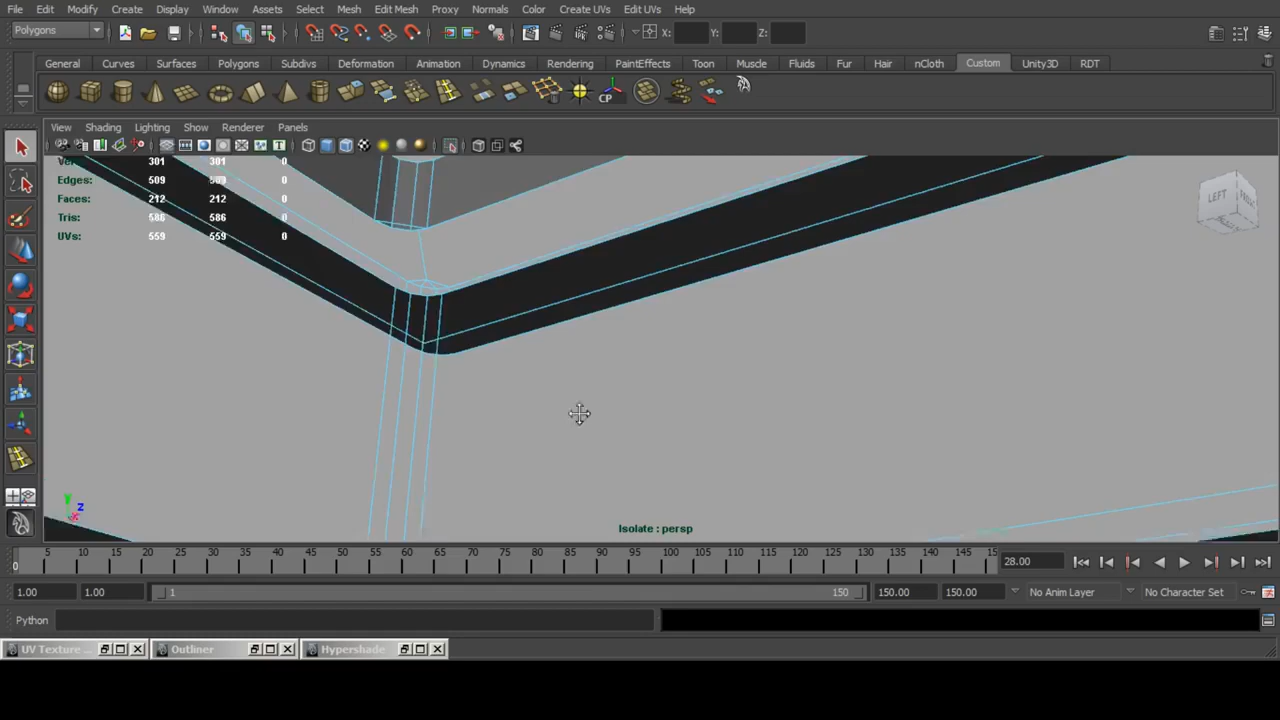 File Edit Modify Create Display Window Assets Select Mesh Edit Mesh Proxy Normals Color Create UVs Edit UVs Help
Polygons X: Y: Z:
General Curves Surfaces Polygons Subdivs Deformation Animation Dynamics Rendering PaintEffects Toon Muscle Fluids Fur Hair nCloth Custom Unity3D RDT
CP
View Shading Lighting Show Renderer Panels
301 301 0
Edges: 509 509 0
Faces: 212 212 0
Tris: 586 586 0
UVs: 559 559 0
LEFT
y z
Isolate : persp
5 10 15 20 25 30 35 40 45 50 55 60 65 70 75 80 85 90 95 100 105 110 115 120 125 130 135 140 145 15
0 28.00
1.00 1.00 1 150 150.00 150.00 No Anim Layer No Character Set
Python
UV Texture ... Outliner Hypershade